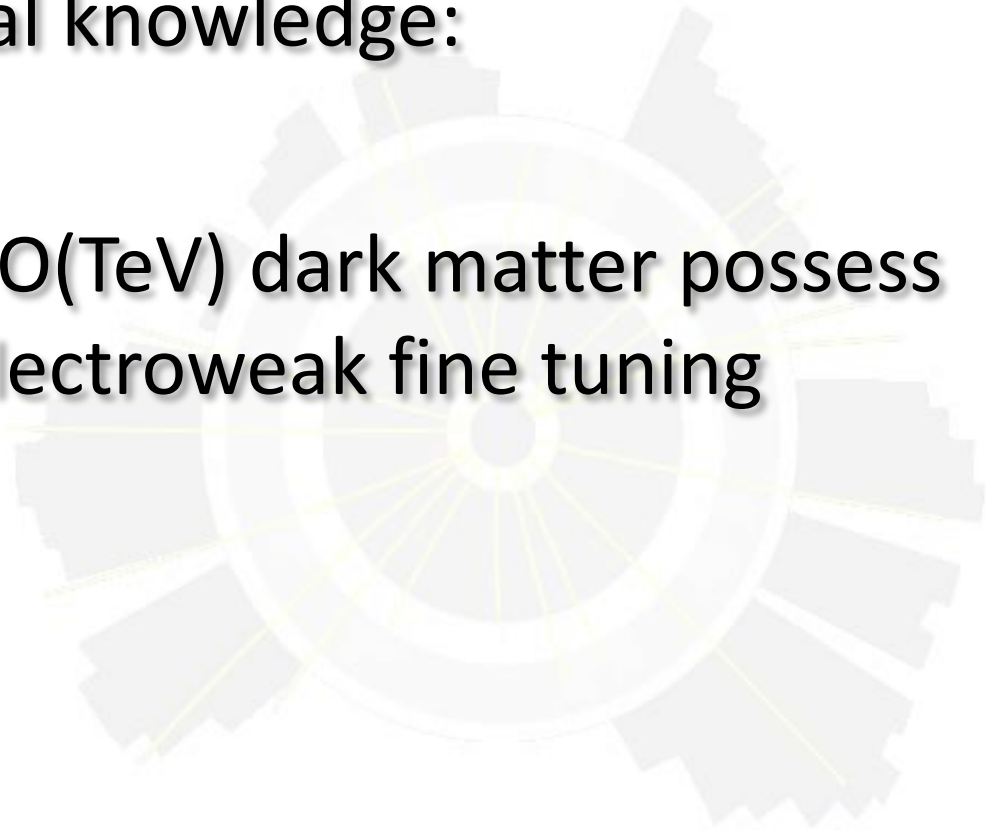 al knowledge:
O(TeV) dark matter possess
lectroweak fine tuning